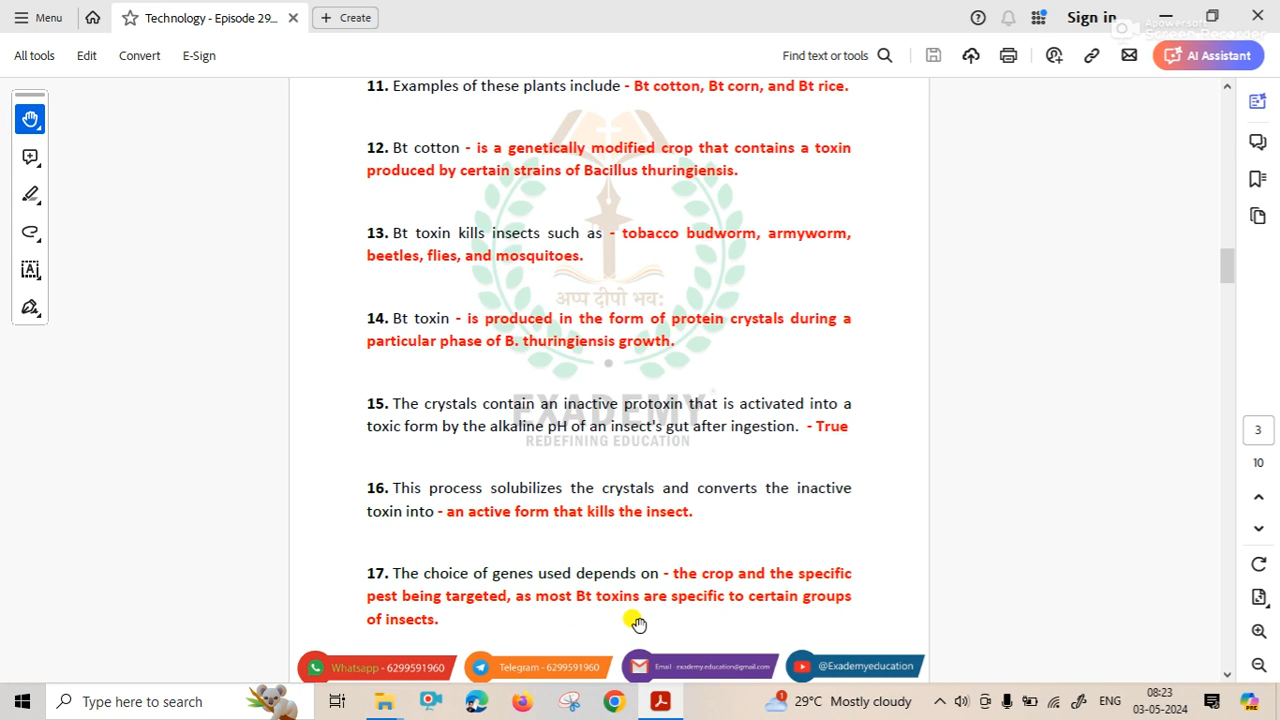 Menu
Technology - Episode 29...
Create
Sign in
Apowersoft
Screen Recorder
All tools
Edit
Convert
E-Sign
Find text or tools
AI Assistant
11. Examples of these plants include - Bt cotton, Bt corn, and Bt rice.
12. Bt cotton - is a genetically modified crop that contains a toxin
produced by certain strains of Bacillus thuringiensis.
13. Bt toxin kills insects such as - tobacco budworm, armyworm,
beetles, flies, and mosquitoes.
अप्प दीपो भव:
14. Bt toxin - is produced in the form of protein crystals during a
particular phase of B. thuringiensis growth.
15. The crystals contain an inactive protoxin that is activated into a
toxic form by the alkaline pH of an insect's gut after ingestion. - True
EXADEMY
REDEFINING EDUCATION
16. This process solubilizes the crystals and converts the inactive
toxin into - an active form that kills the insect.
17. The choice of genes used depends on - the crop and the specific
pest being targeted, as most Bt toxins are specific to certain groups
of insects.
Whatsapp - 6299591960
Telegram - 6299591960
Email - exademy.education@gmail.com
@Exademyeducation
3
10
Type here to search
29°C Mostly cloudy
ENG
08:23
03-05-2024
PRE